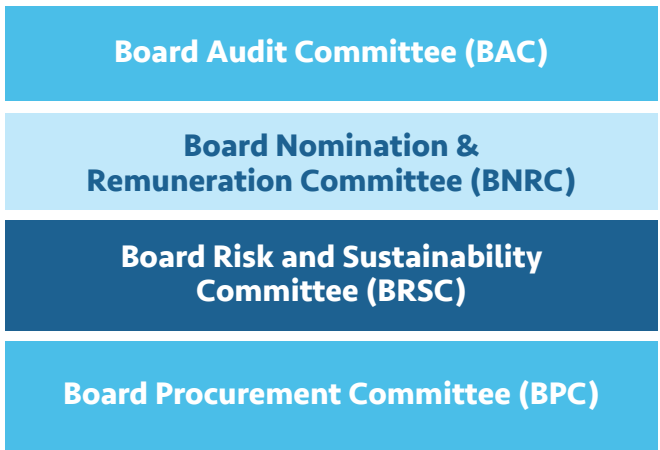 Board Audit Committee (BAC)
Board Nomination &
Remuneration Committee (BNRC)
Board Risk and Sustainability
Committee (BRSC)
Board Procurement Committee (BPC)